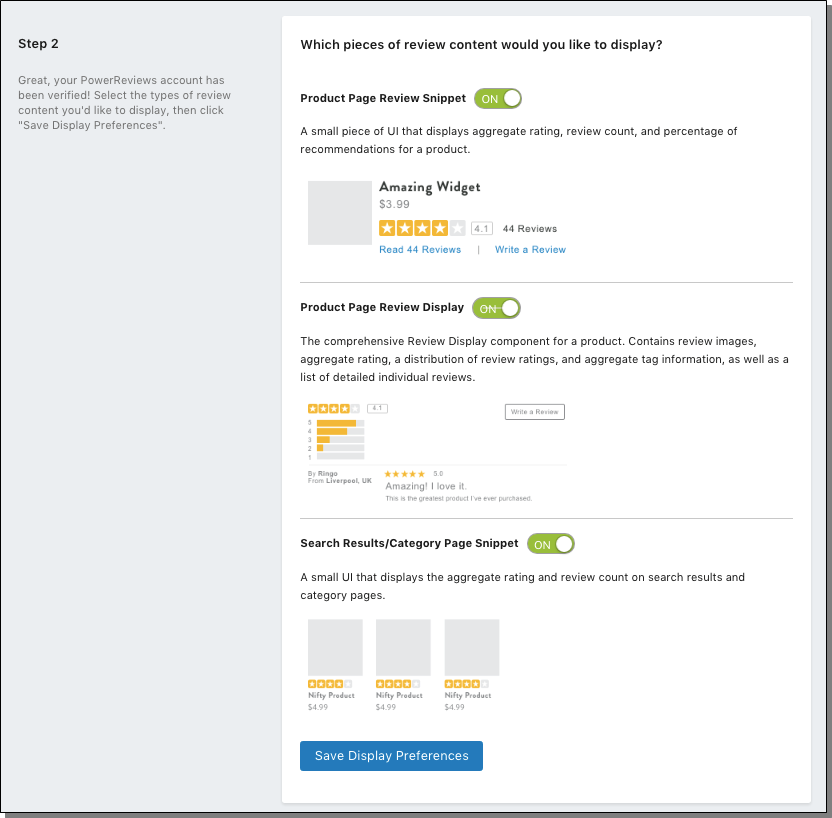 Step 2
Great, your PowerReviews account has
been verified! Select the types of review
content you'd like to display, then click
"Save Display Preferences".
Which pieces of review content would you like to display?
Product Page Review Snippet ON
A small piece of UI that displays aggregate rating, review count, and percentage of
recommendations for a product.
Amazing Widget
$3.99
4.1 44 Reviews
Read 44 Reviews | Write a Review
Product Page Review Display ON
The comprehensive Review Display component for a product. Contains review images,
aggregate rating, a distribution of review ratings, and aggregate tag information, as well as a
list of detailed individual reviews.
4.1 Write a Review
5
4
3
2
1
By Ringo 5.0
From Liverpool, UK
Amazing! I love it.
This is the greatest product I've ever purchased.
Search Results/Category Page Snippet ON
A small UI that displays the aggregate rating and review count on search results and
category pages.
Nifty Product Nifty Product Nifty Product
$4.99 $4.99 $4.99
Save Display Preferences